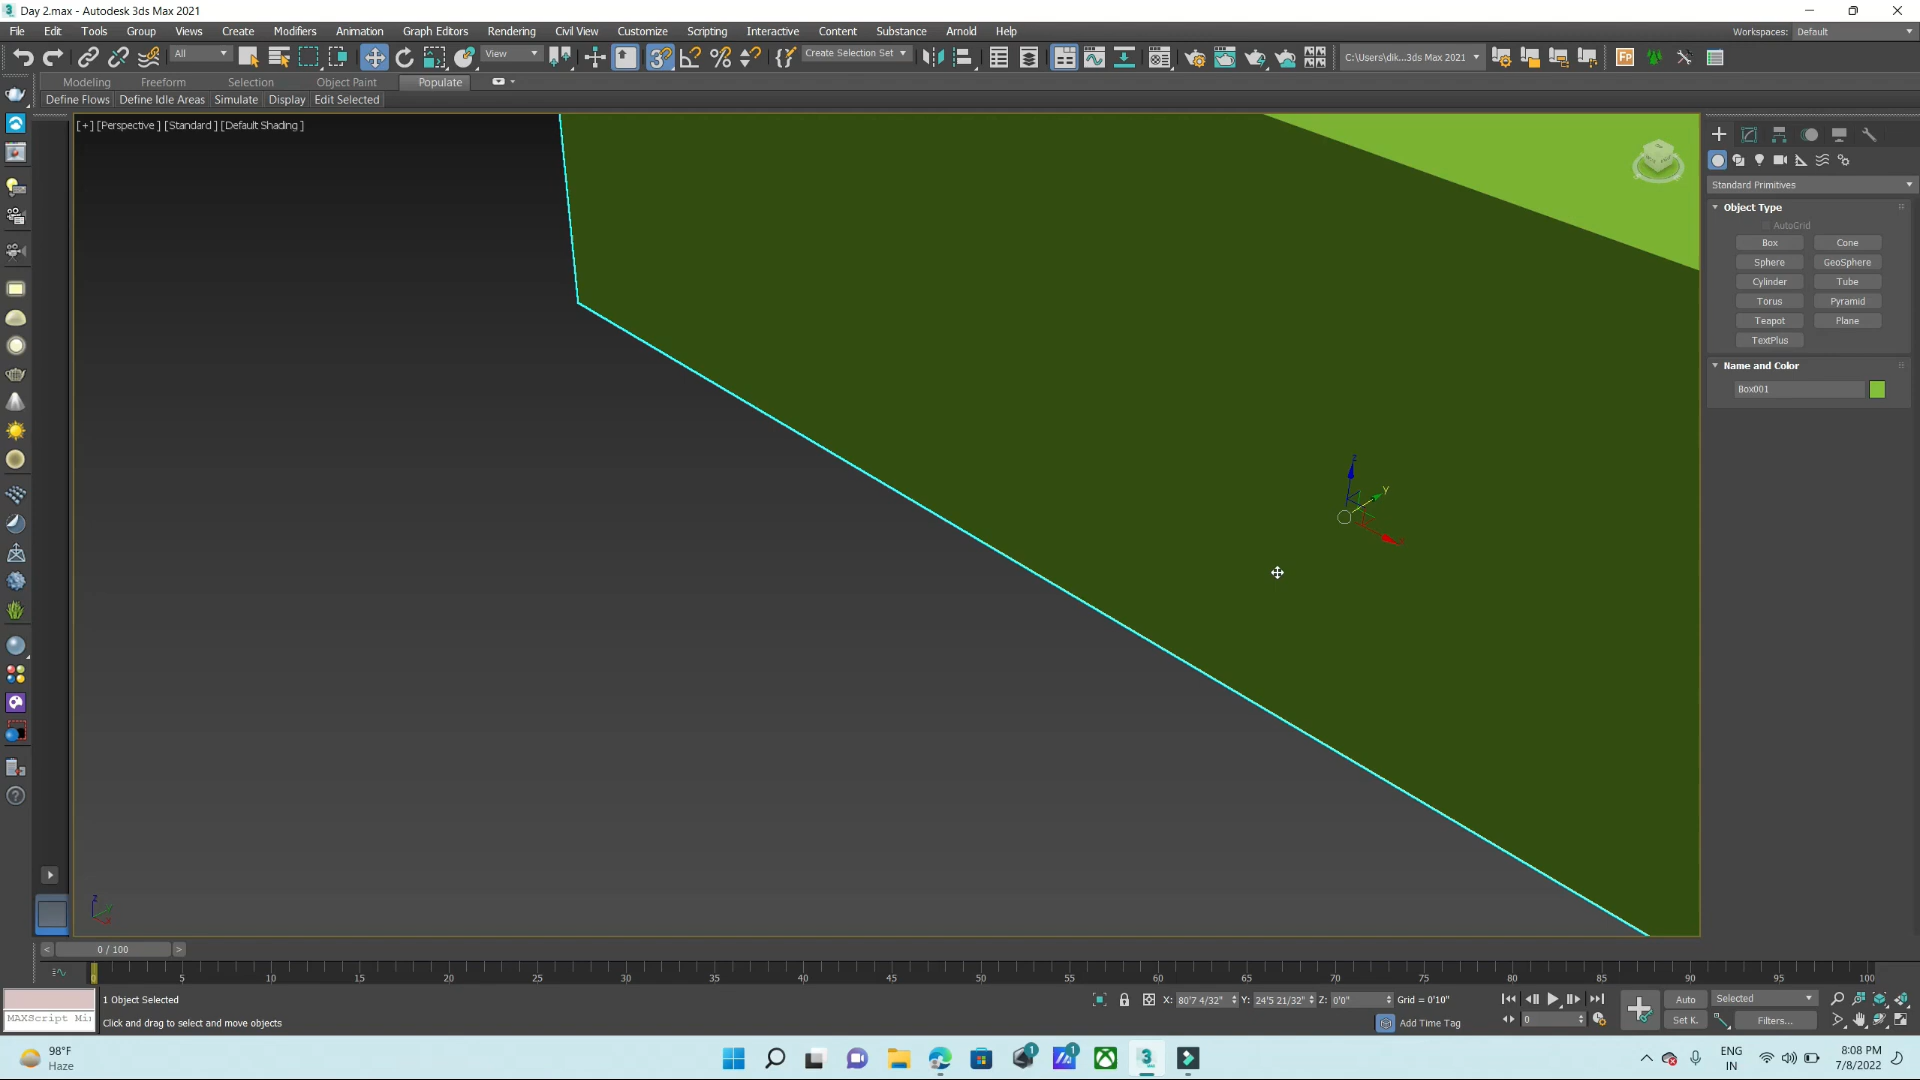 Day 2.max - Autodesk 3ds Max 2021
File Edit Tools Group Views Create Modifiers Animation Graph Editors Rendering Civil View Customize Scripting Interactive Content Substance Arnold Help Workspaces: Default
All View Create Selection Set C:\Users\dik...3ds Max 2021
Modeling Freeform Selection Object Paint Populate
Define Flows Define Idle Areas Simulate Display Edit Selected
[+] [Perspective ] [Standard ] [Default Shading ]
Standard Primitives
Object Type
AutoGrid
Box Cone
Sphere GeoSphere
Cylinder Tube
Torus Pyramid
Teapot Plane
TextPlus
Name and Color
Box001
z
Y
z
0 / 100
0 5 10 15 20 25 30 35 40 45 50 55 60 65 70 75 80 85 90 95 100
1 Object Selected X: 80'7 4/32" Y: 24'5 21/32" Z: 0'0" Grid = 0'10" Auto Selected
MAXScript Mi: Click and drag to select and move objects Add Time Tag 0 Set K. Filters...
98°F
Haze
1 1
ENG
IN
8:08 PM
7/8/2022